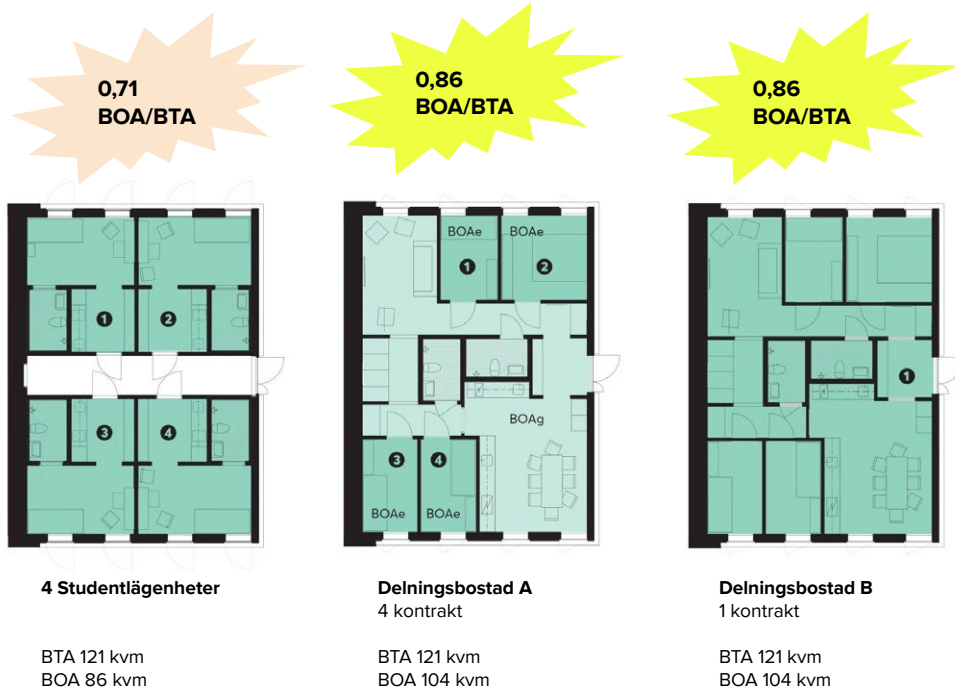 0,71
BOA/BTA
0,86
BOA/BTA
0,86
BOA/BTA
1
2
3
4
BOAe
BOAe
1
2
BOAg
3
4
BOAe
BOAe
1
4 Studentlägenheter
BTA 121 kvm
BOA 86 kvm
Delningsbostad A
4 kontrakt
BTA 121 kvm
BOA 104 kvm
Delningsbostad B
1 kontrakt
BTA 121 kvm
BOA 104 kvm